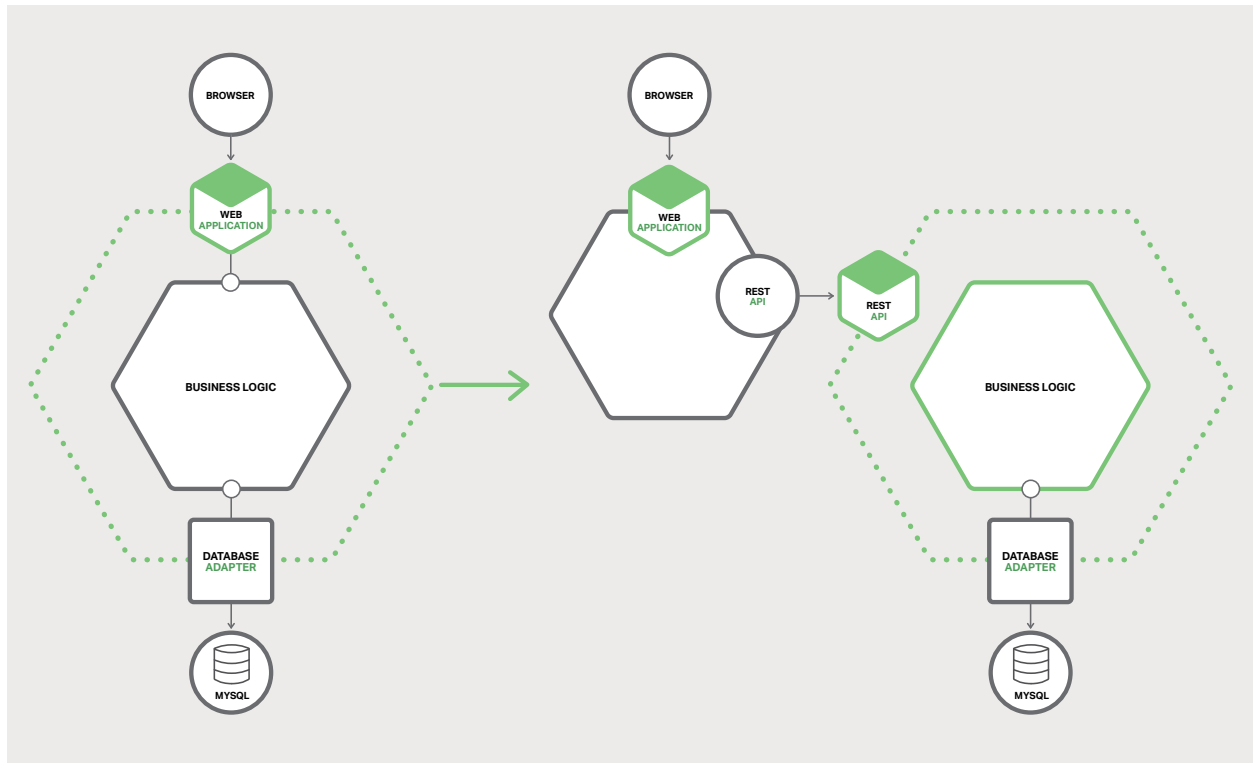 BROWSER
WEB
APPLICATION
BUSINESS LOGIC
DATABASE
ADAPTER
MYSQL
BROWSER
WEB
APPLICATION
REST
API
REST
API
BUSINESS LOGIC
DATABASE
ADAPTER
MYSQL